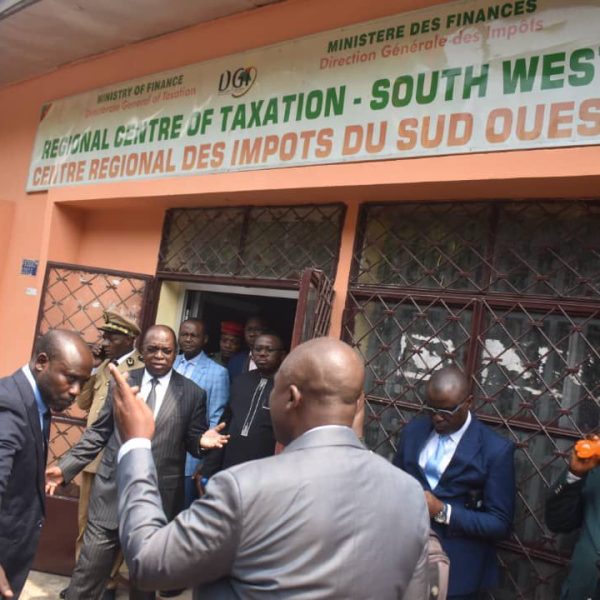 MINISTRY OF FINANCE
Directorate General of Taxation
DGI
MINISTERE DES FINANCES
Direction Générale des Impôts
REGIONAL CENTRE OF TAXATION - SOUTH WEST
CENTRE REGIONAL DES IMPOTS DU SUD OUES